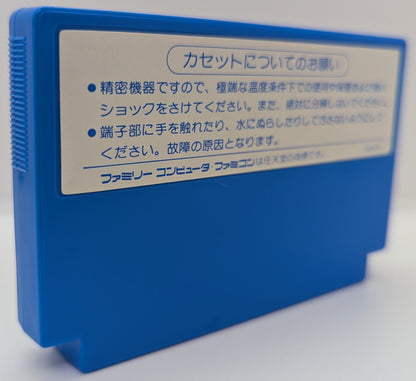 カセットについてのお願い
●精密機器ですので、極端な温度条件下での使用や保管および強い
ショックをさけてください。また、絶対に分解しないでください。
●端子部に手を触れたり、水にぬらしたりして汚さないようにして
ください。故障の原因となります。
ファミリー コンピュータ・ファミコンは任天堂の商標です。